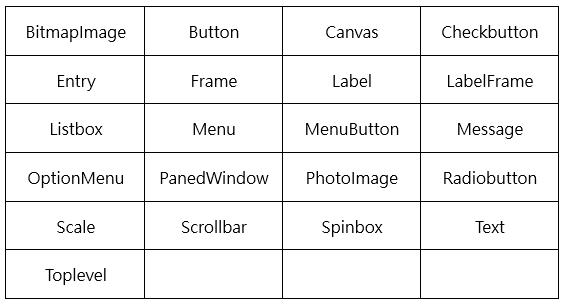 BitmapImage Button Canvas Checkbutton
Entry Frame Label LabelFrame
Listbox Menu MenuButton Message
OptionMenu PanedWindow PhotoImage Radiobutton
Scale Scrollbar Spinbox Text
Toplevel